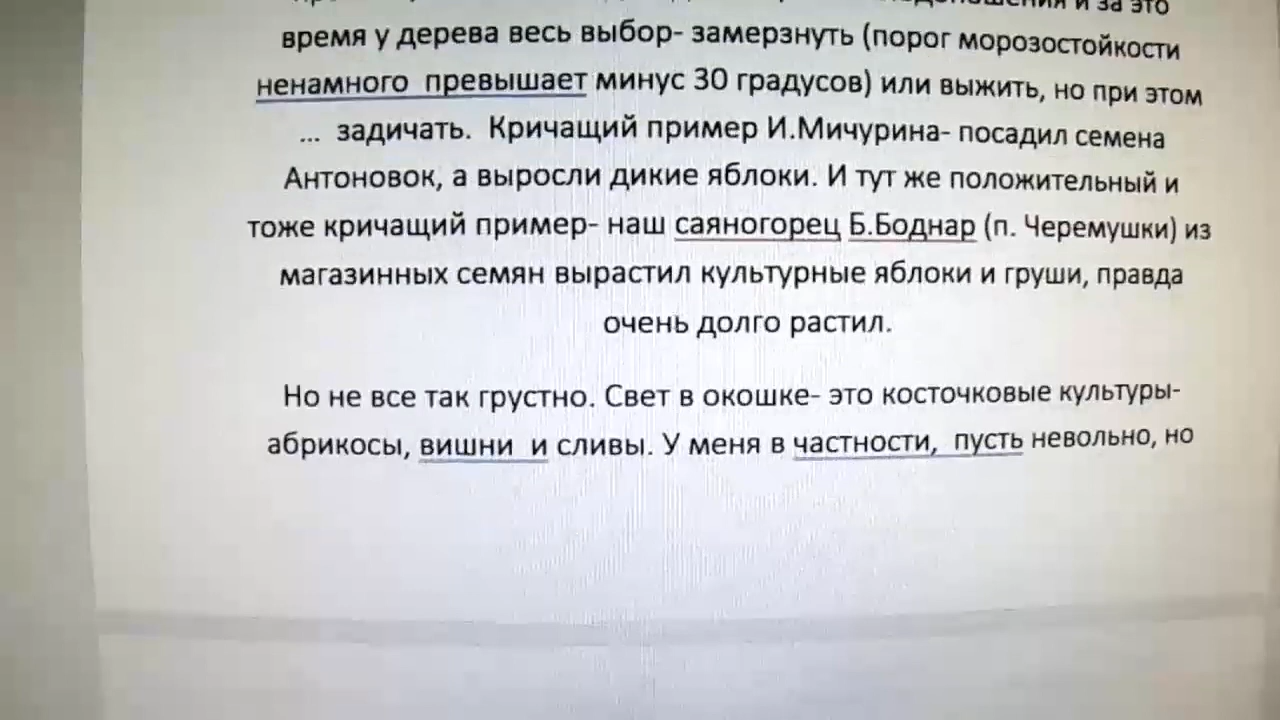 и за это
время у дерева весь выбор- замерзнуть (порог морозостойкости
ненамного  превышает минус 30 градусов) или выжить, но при этом
...  задичать.  Кричащий пример И.Мичурина- посадил семена
Антоновок, а выросли дикие яблоки. И тут же положительный и
тоже кричащий пример- наш саяногорец Б.Боднар (п. Черемушки) из
магазинных семян вырастил культурные яблоки и груши, правда
очень долго растил.
Но не все так грустно. Свет в окошке- это косточковые культуры-
абрикосы, вишни  и сливы. У меня в частности,  пусть невольно, но